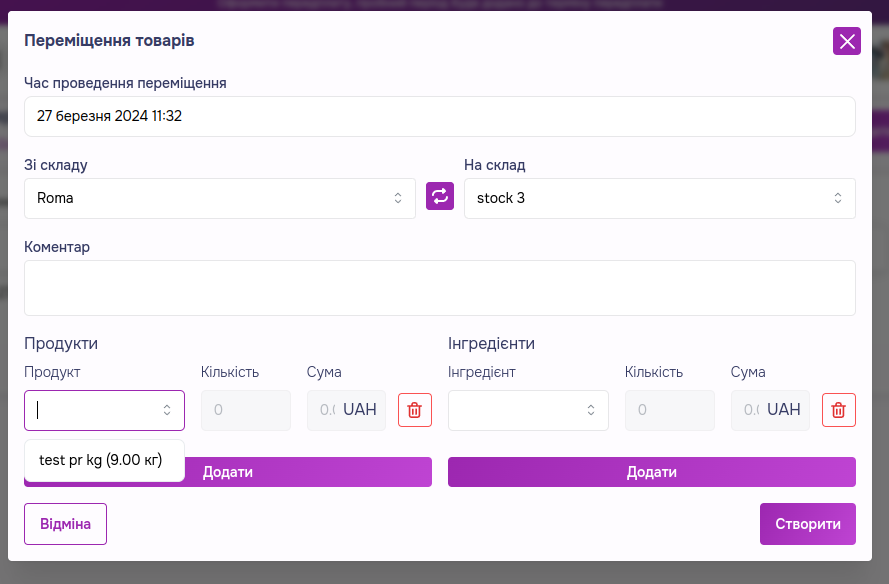 Переміщення товарів
Час проведення переміщення
27 березня 2024 11:32
Зі складу
На склад
Roma
stock 3
Коментар
Продукти
Інгредієнти
Продукт
Кількість
Сума
Інгредієнт
Кількість
Сума
0
0.0 UAH
0
0.0 UAH
test pr kg (9.00 кг)
Додати
Додати
Відміна
Створити